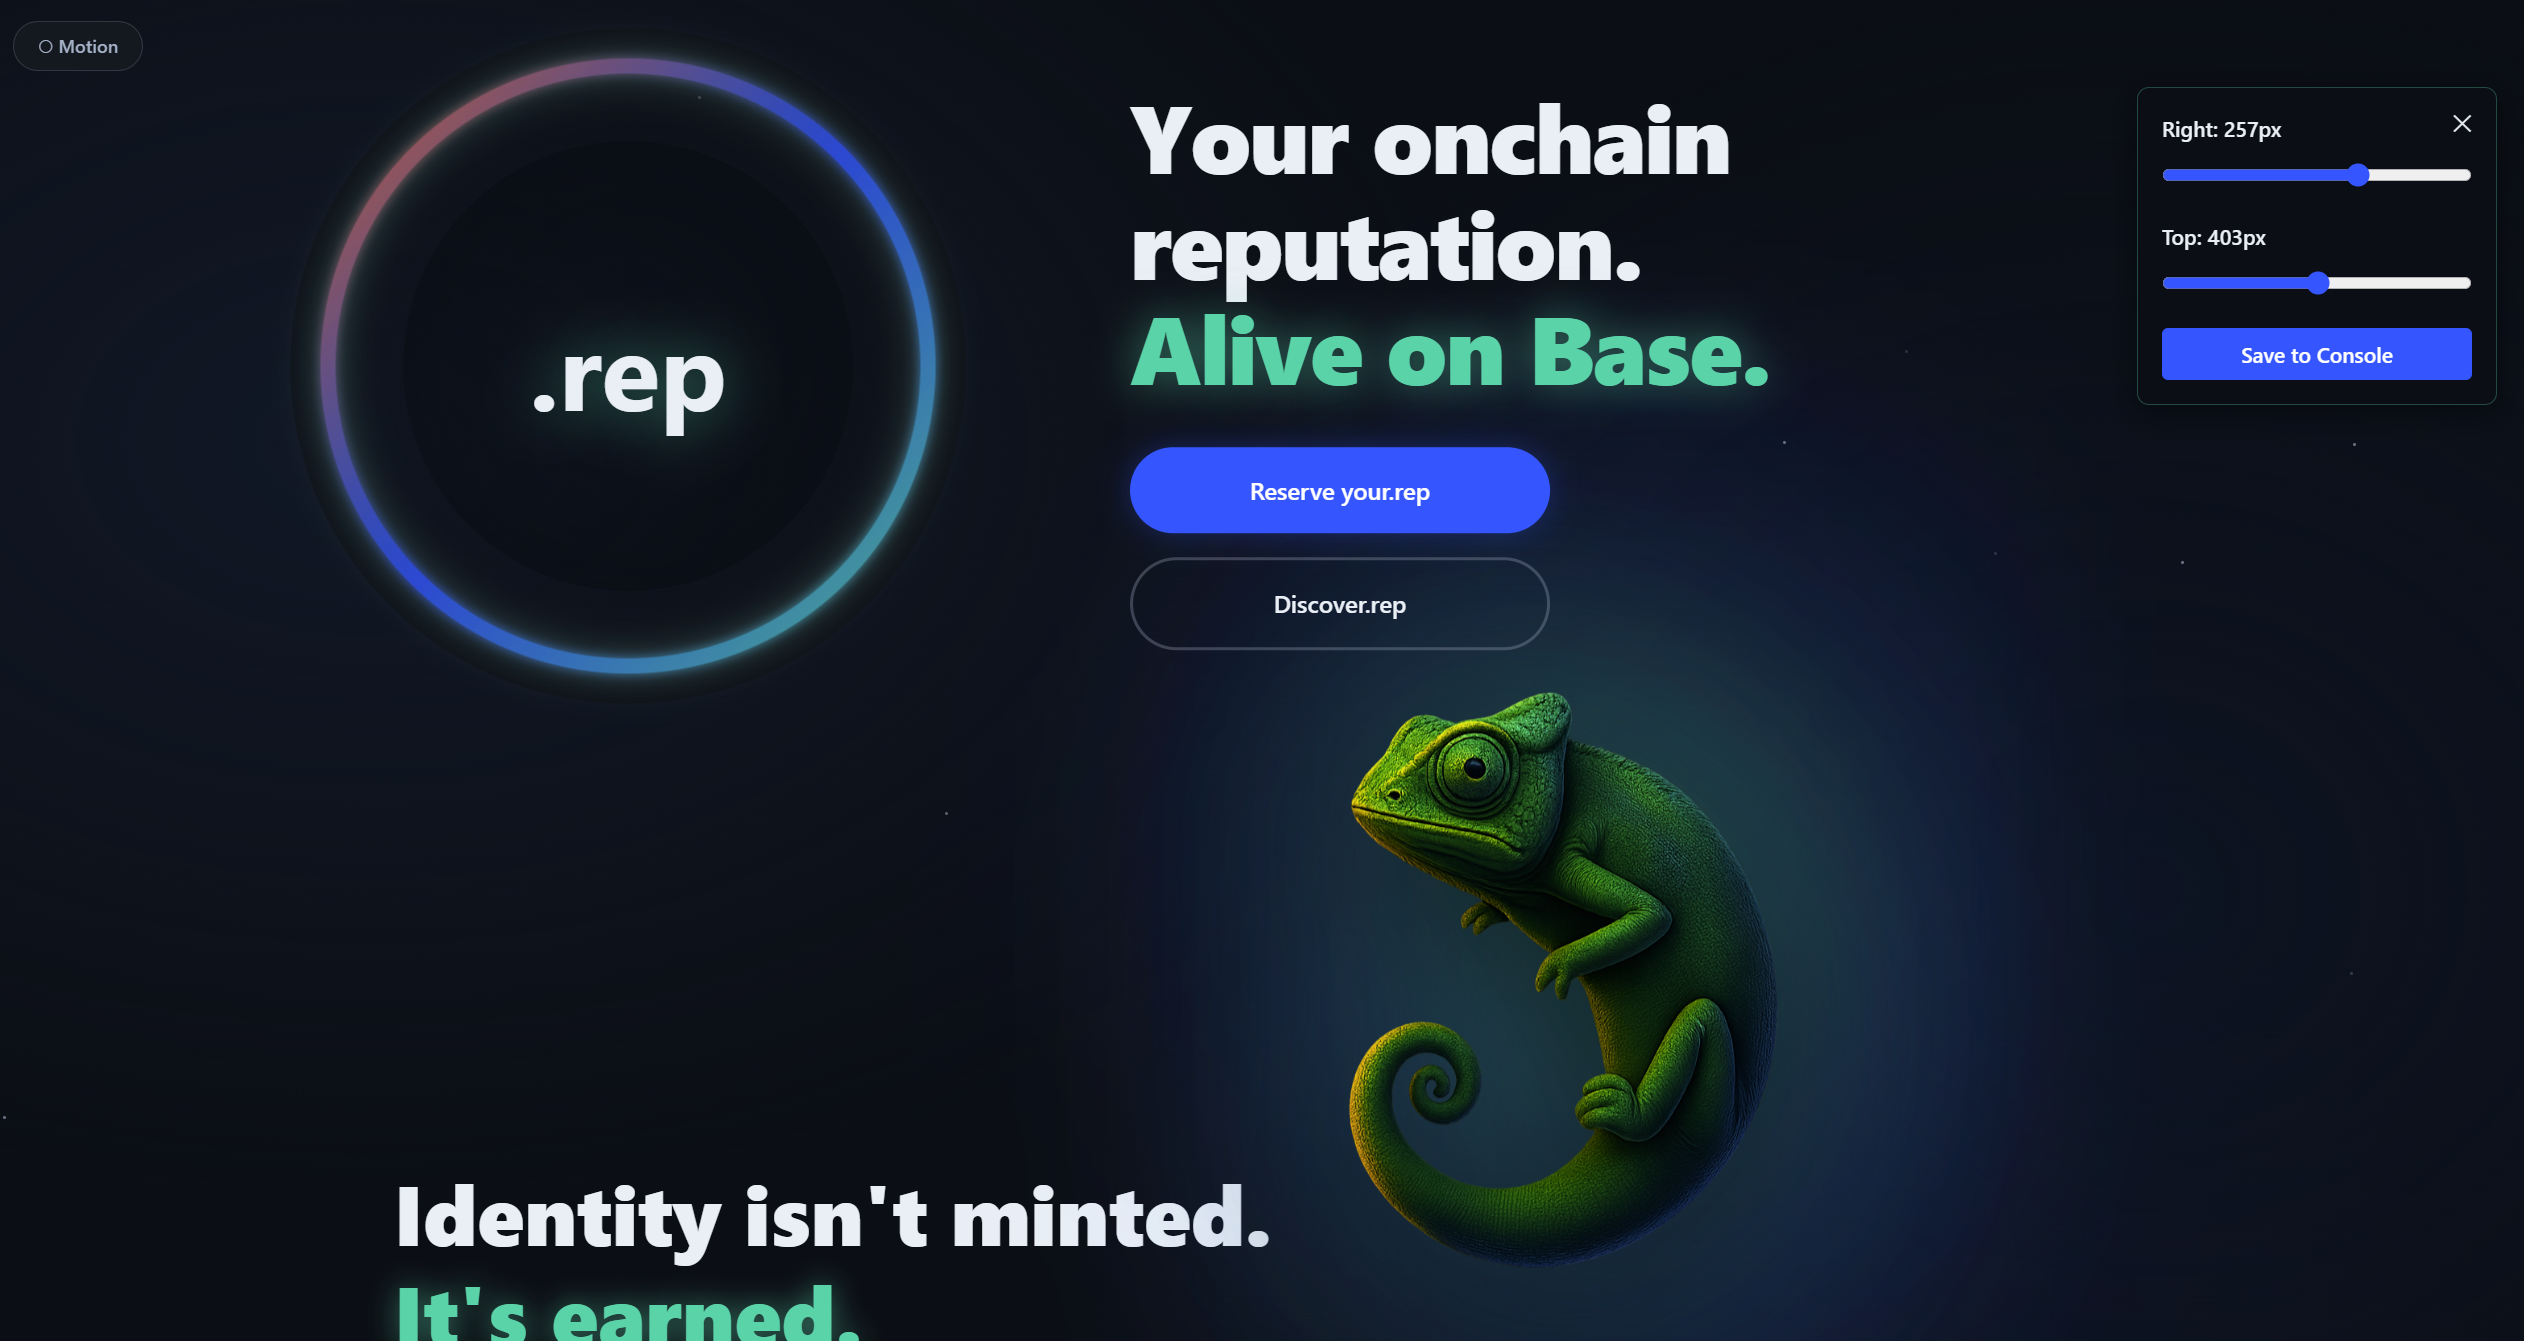 Motion
.rep
Your onchain
reputation.
Alive on Base.
Reserve your.rep
Discover.rep
Right: 257px
Top: 403px
Save to Console
Identity isn't minted.
It's earned.